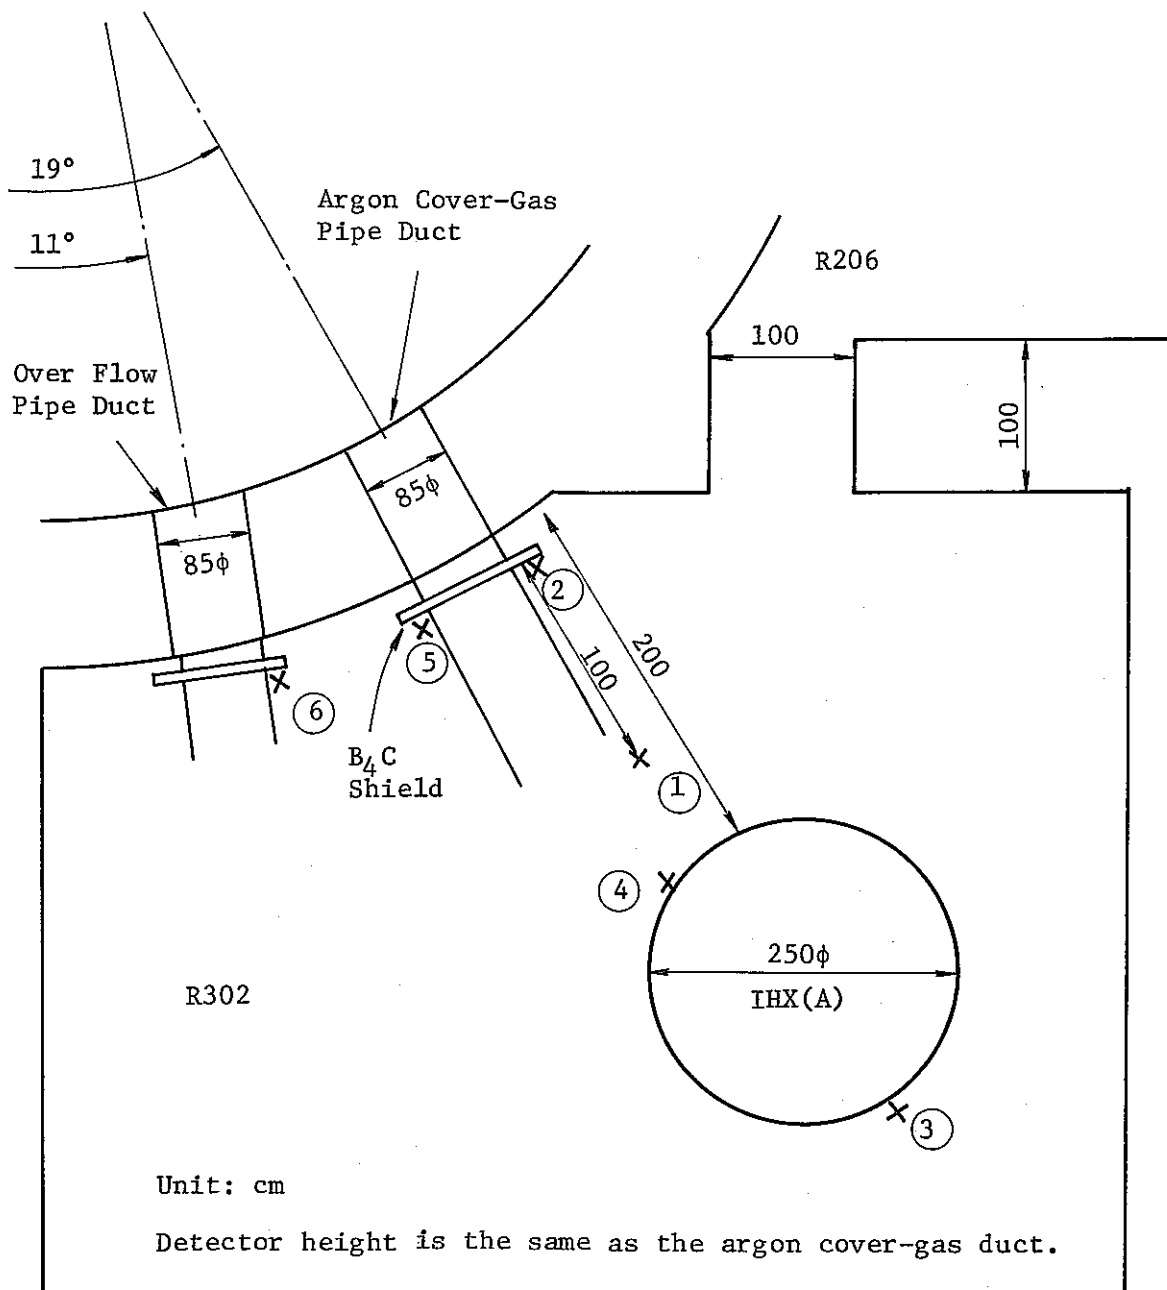 19°
11°
Argon Cover-Gas
Pipe Duct
R206
100
100
Over Flow
Pipe Duct
85ϕ
85ϕ
2
200
100
5
6
B₄C
Shield
1
4
250ϕ
IHX(A)
R302
3
Unit: cm
Detector height is the same as the argon cover-gas duct.